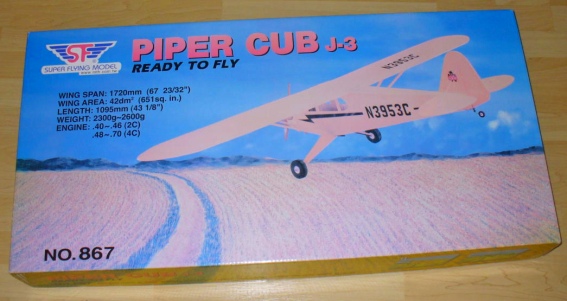 SF
SUPER FLYING MODEL
PIPER CUB J-3
READY TO FLY
WING SPAN: 1720mm (67 23/32")
WING AREA: 42dm² (651sq. in.)
LENGTH: 1095mm (43 1/8")
WEIGHT: 2300g~2600g
ENGINE: .40~.46 (2C)
.48~.70 (4C)
N3953C
N3953C
NO.867